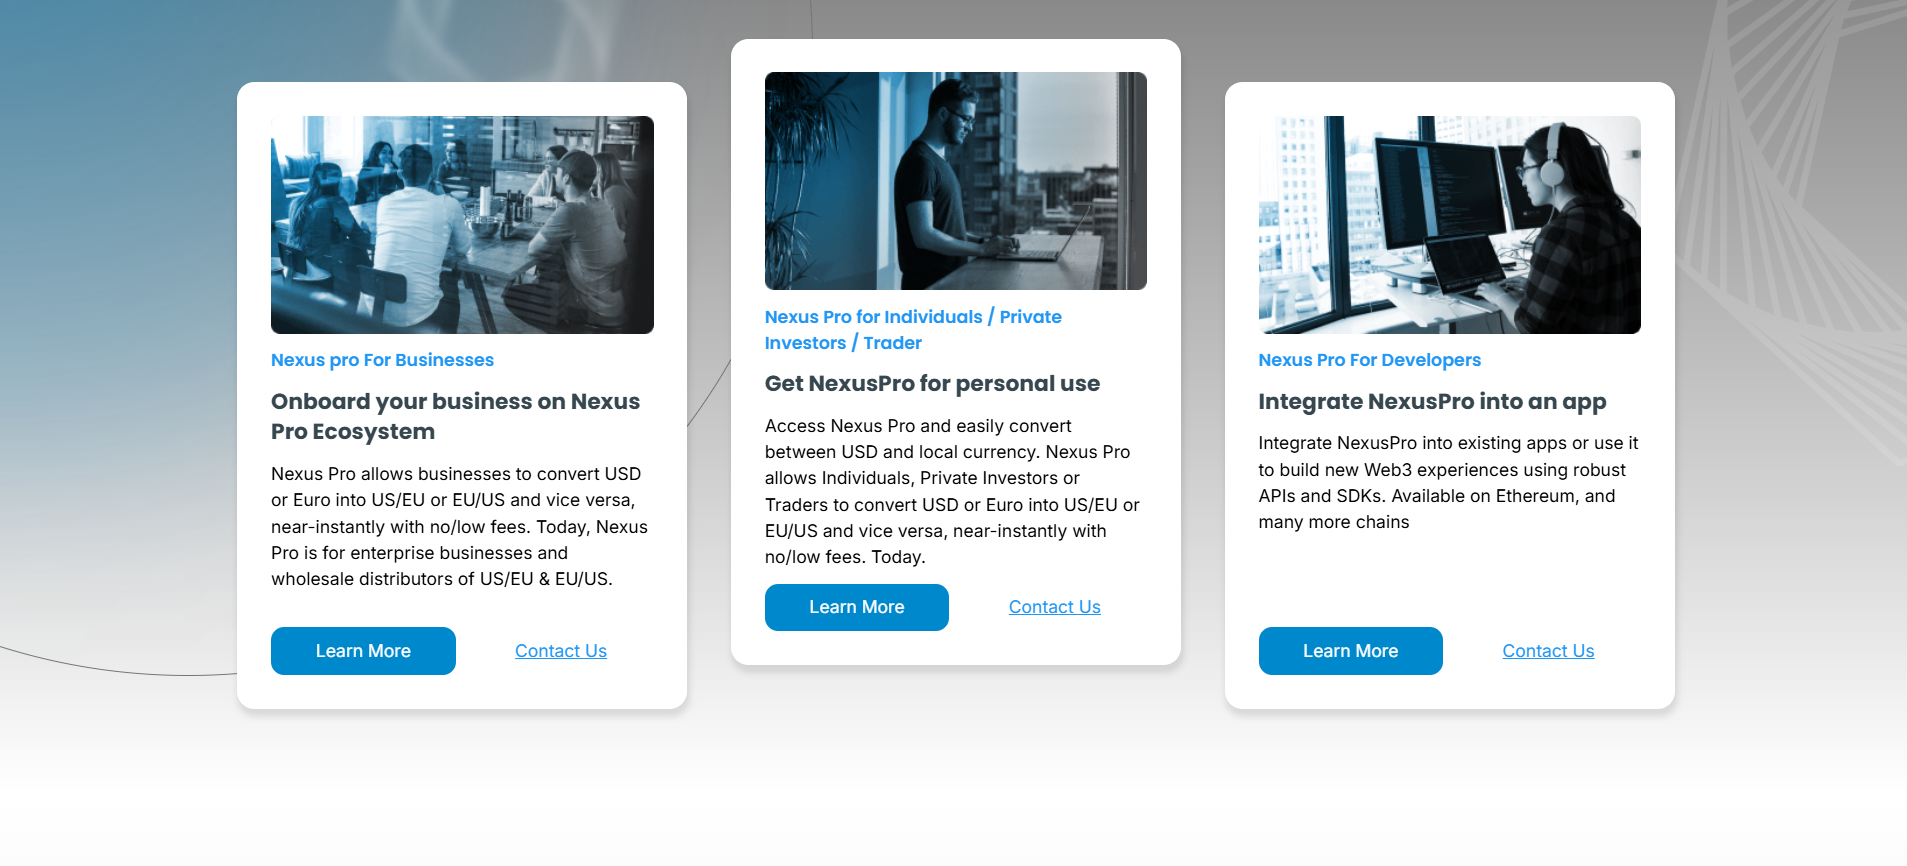 Nexus pro For Businesses
Onboard your business on Nexus
Pro Ecosystem
Nexus Pro allows businesses to convert USD
or Euro into US/EU or EU/US and vice versa,
near-instantly with no/low fees. Today, Nexus
Pro is for enterprise businesses and
wholesale distributors of US/EU & EU/US.
Learn More
Contact Us
Nexus Pro for Individuals / Private
Investors / Trader
Get NexusPro for personal use
Access Nexus Pro and easily convert
between USD and local currency. Nexus Pro
allows Individuals, Private Investors or
Traders to convert USD or Euro into US/EU or
EU/US and vice versa, near-instantly with
no/low fees. Today.
Learn More
Contact Us
Nexus Pro For Developers
Integrate NexusPro into an app
Integrate NexusPro into existing apps or use it
to build new Web3 experiences using robust
APIs and SDKs. Available on Ethereum, and
many more chains
Learn More
Contact Us